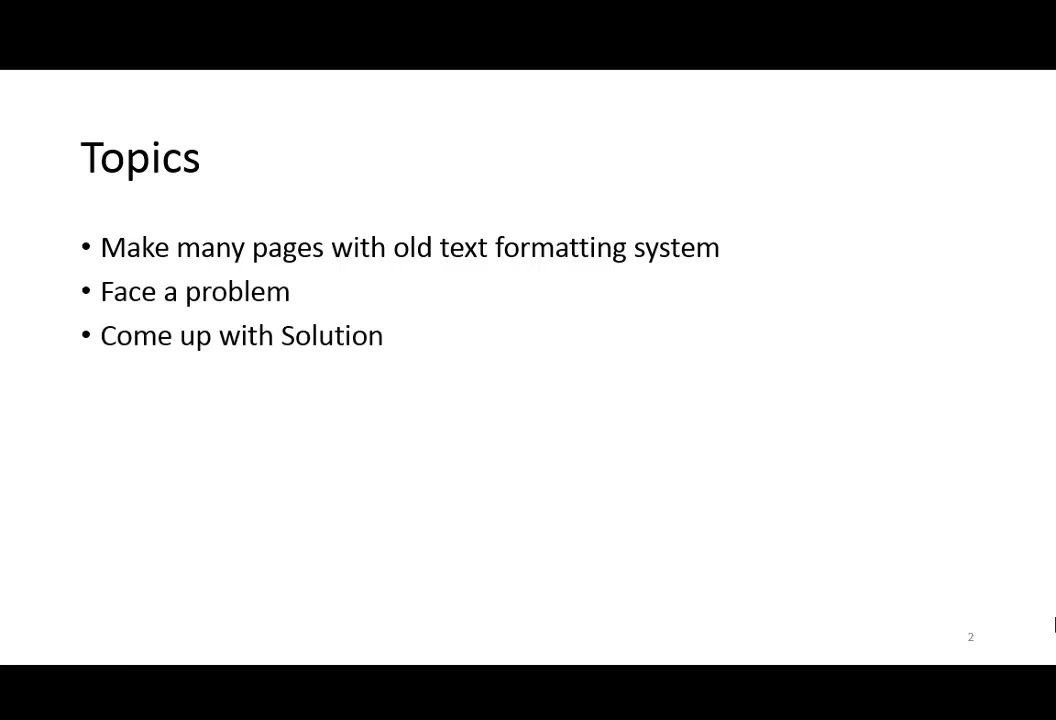 Topics
• Make many pages with old text formatting system
• Face a problem
• Come up with Solution
2